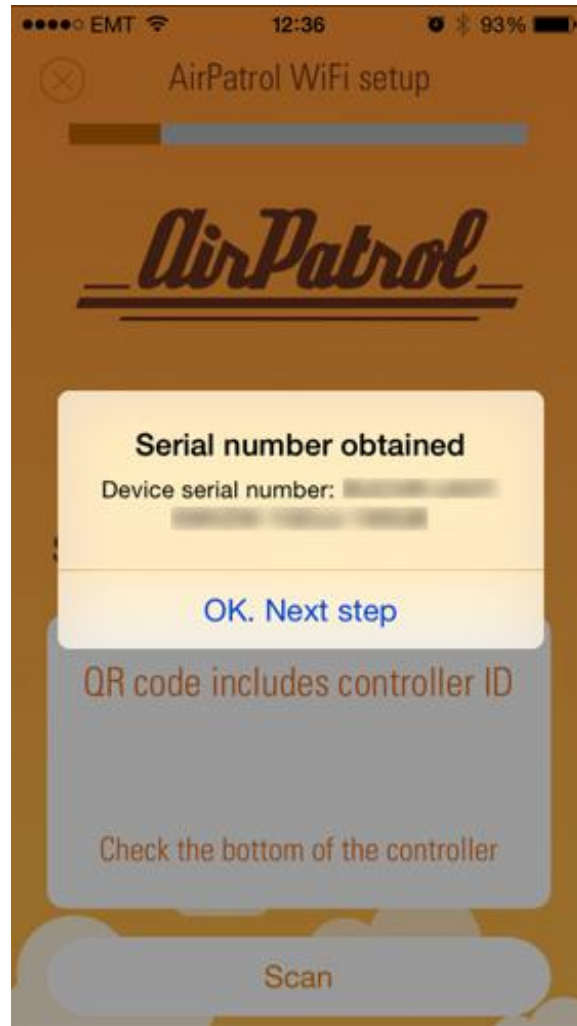 EMT 12:36 93%
AirPatrol WiFi setup
AirPatrol
Serial number obtained
Device serial number:
OK. Next step
QR code includes controller ID
Check the bottom of the controller
Scan